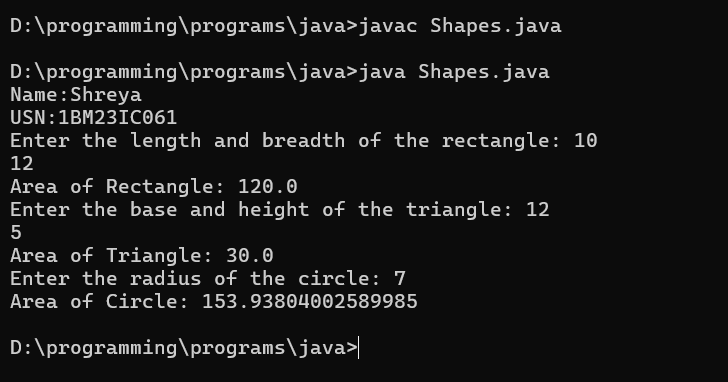 D:\programming\programs\java>javac Shapes.java
D:\programming\programs\java>java Shapes.java
Name:Shreya
USN:1BM23IC061
Enter the length and breadth of the rectangle: 10
12
Area of Rectangle: 120.0
Enter the base and height of the triangle: 12
5
Area of Triangle: 30.0
Enter the radius of the circle: 7
Area of Circle: 153.93804002589985
D:\programming\programs\java>